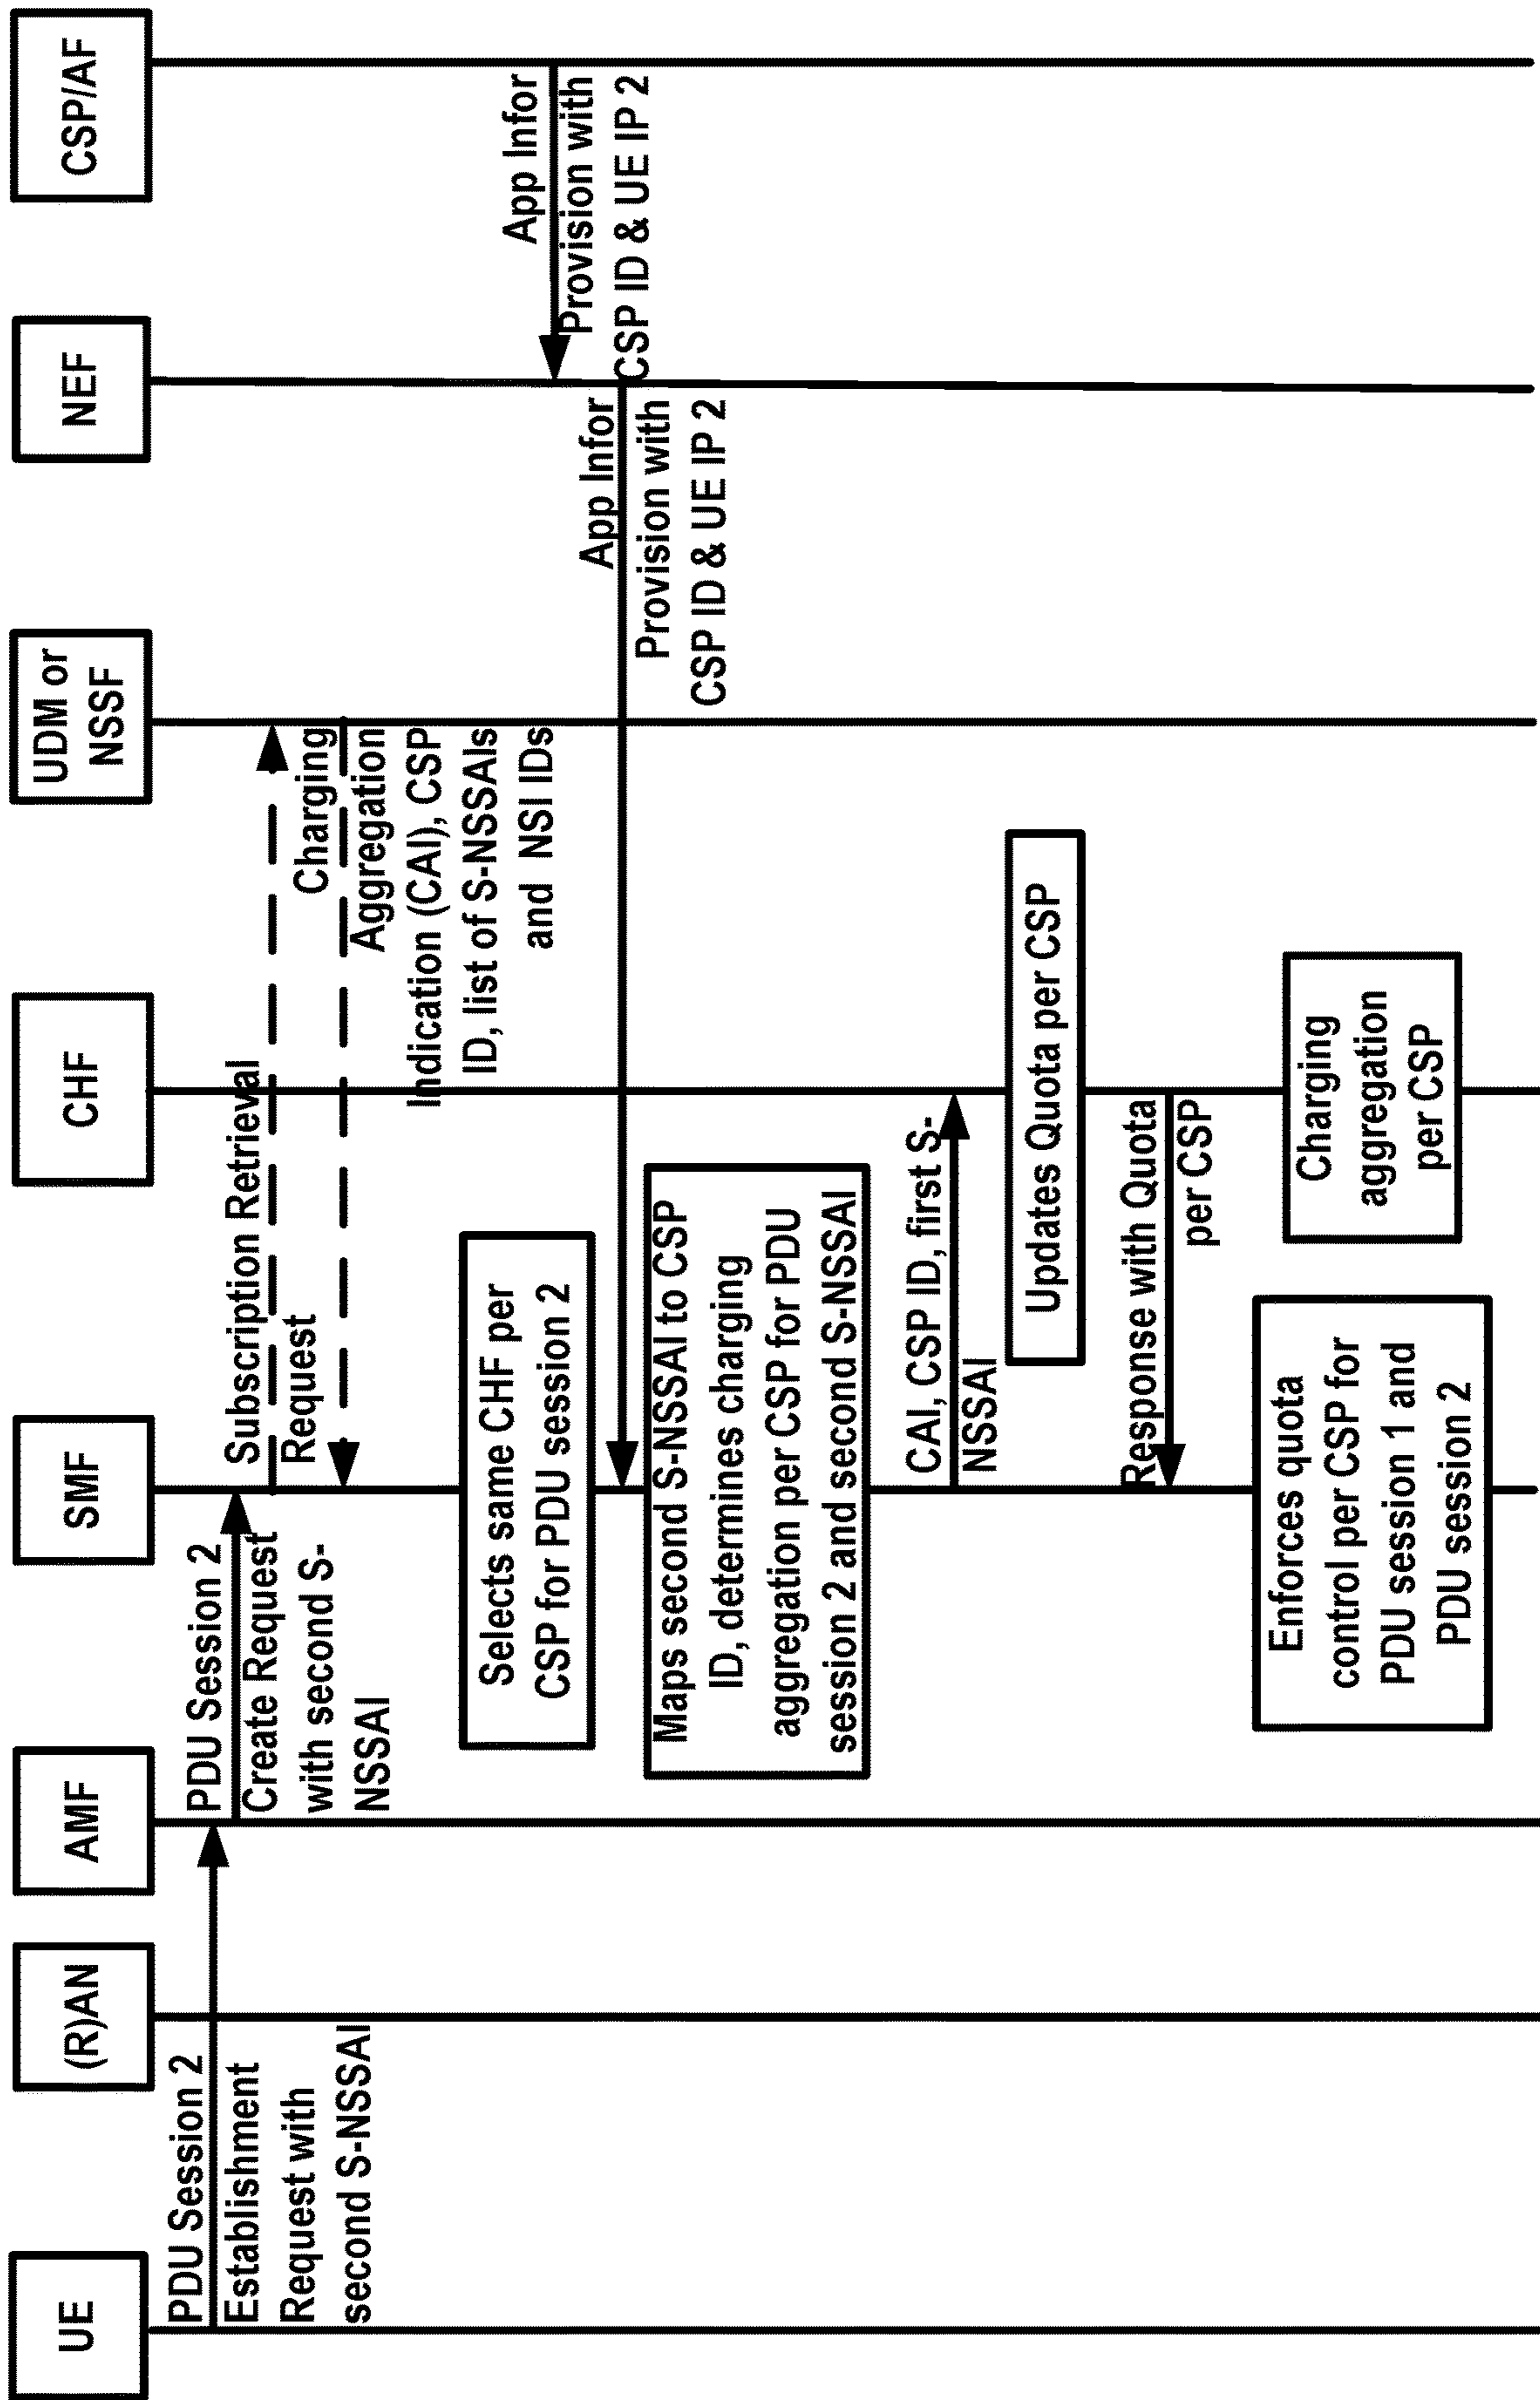 UE
(R)AN
AMF
SMF
CHF
UDM or
NSSF
NEF
CSP/AF
PDU Session 2
Establishment
Request with
second S-NSSAI
PDU Session 2
Create Request
with second S-
NSSAI
Subscription Retrieval
Request
Charging
Aggregation
Indication (CAI), CSP
ID, list of S-NSSAIs
and NSI IDs
Selects same CHF per
CSP for PDU session 2
App Infor
Provision with
CSP ID & UE IP 2
App Infor
Provision with
CSP ID & UE IP 2
Maps second S-NSSAI to CSP
ID, determines charging
aggregation per CSP for PDU
session 2 and second S-NSSAI
CAI, CSP ID, first S-
NSSAI
Updates Quota per CSP
Response with Quota
per CSP
Enforces quota
control per CSP for
PDU session 1 and
PDU session 2
Charging
aggregation
per CSP